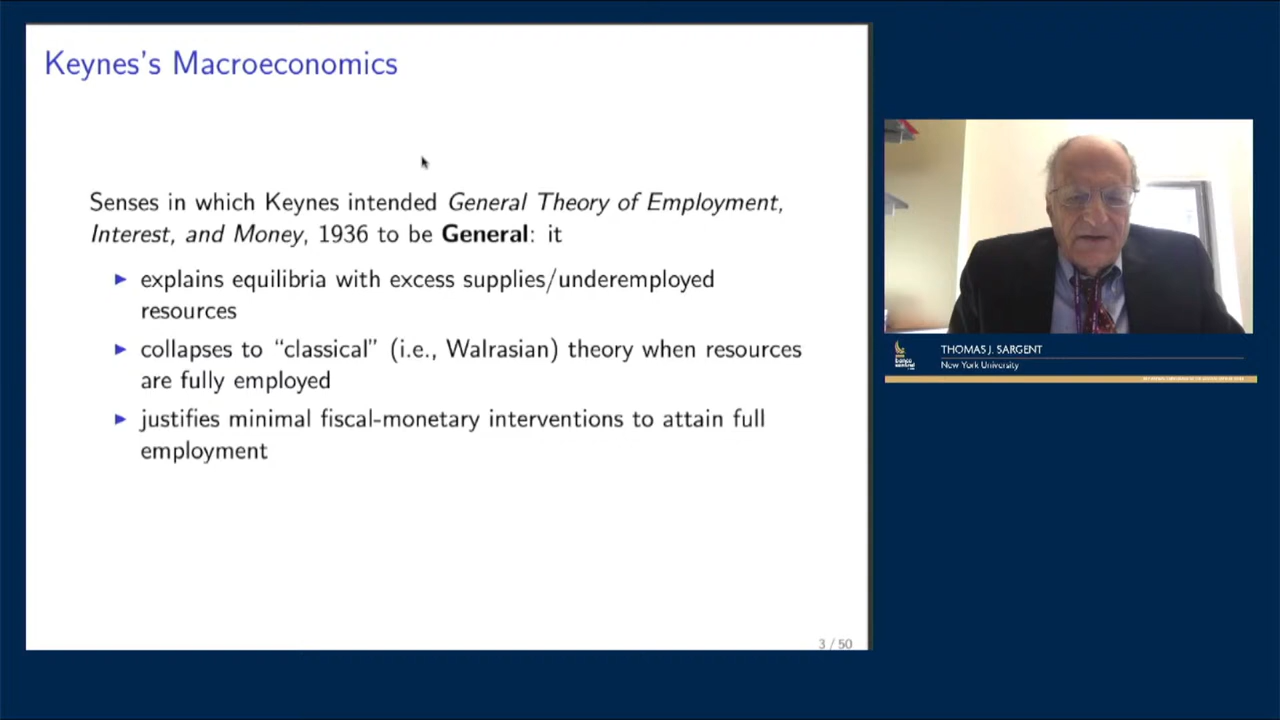 Keynes's Macroeconomics
Senses in which Keynes intended General Theory of Employment,
Interest, and Money, 1936 to be General: it
▶ explains equilibria with excess supplies/underemployed
resources
▶ collapses to “classical” (i.e., Walrasian) theory when resources
are fully employed
▶ justifies minimal fiscal-monetary interventions to attain full
employment
3 / 50
THOMAS J. SARGENT
New York University
banco
central